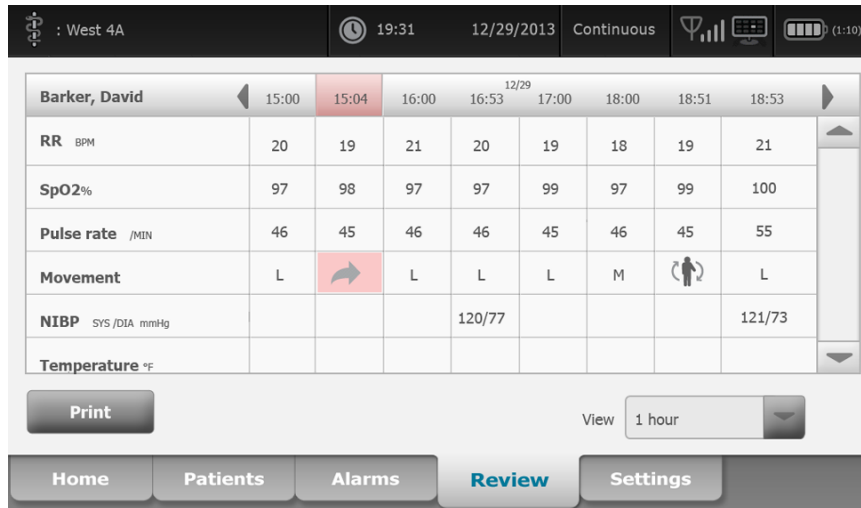 : West 4A 19:31 12/29/2013 Continuous (1:10)
12/29
Barker, David 15:00 15:04 16:00 16:53 17:00 18:00 18:51 18:53
RR BPM 20 19 21 20 19 18 19 21
SpO2% 97 98 97 97 99 97 99 100
Pulse rate /MIN 46 45 46 46 45 46 45 55
Movement L L L L M L
NIBP SYS /DIA mmHg 120/77 121/73
Temperature °F
Print View 1 hour
Home Patients Alarms Review Settings